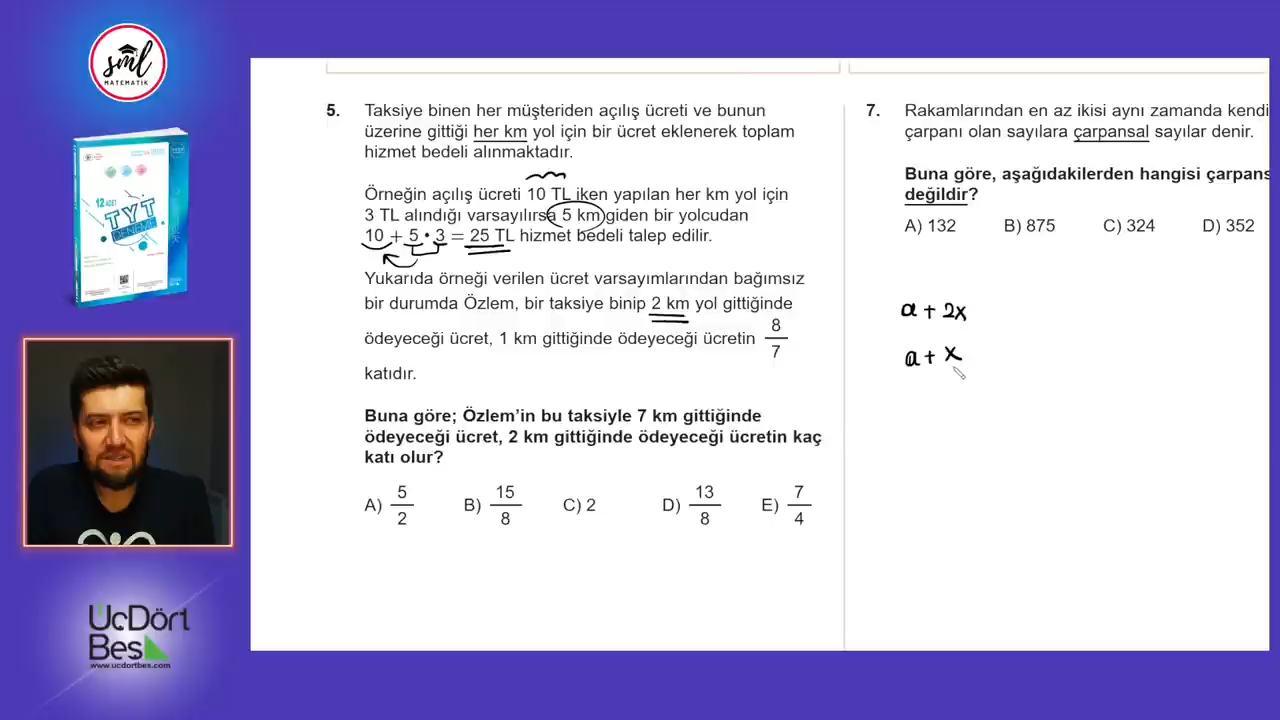 sml
MATEMATİK
12 ADET
TYT
DENEME
ÜcDört
Bes
www.ucdortbes.com
5. Taksiye binen her müşteriden açılış ücreti ve bunun
üzerine gittiği her km yol için bir ücret eklenerek toplam
hizmet bedeli alınmaktadır.
Örneğin açılış ücreti 10 TL iken yapılan her km yol için
3 TL alındığı varsayılırsa 5 km giden bir yolcudan
10 + 5 • 3 = 25 TL hizmet bedeli talep edilir.
Yukarıda örneği verilen ücret varsayımlarından bağımsız
bir durumda Özlem, bir taksiye binip 2 km yol gittiğinde
ödeyeceği ücret, 1 km gittiğinde ödeyeceği ücretin 8/7
katıdır.
Buna göre; Özlem'in bu taksiyle 7 km gittiğinde
ödeyeceği ücret, 2 km gittiğinde ödeyeceği ücretin kaç
katı olur?
A) 5/2 B) 15/8 C) 2 D) 13/8 E) 7/4
7. Rakamlarından en az ikisi aynı zamanda kendi
çarpanı olan sayılara çarpansal sayılar denir.
Buna göre, aşağıdakilerden hangisi çarpans
değildir?
A) 132 B) 875 C) 324 D) 352
a + 2x
a + x